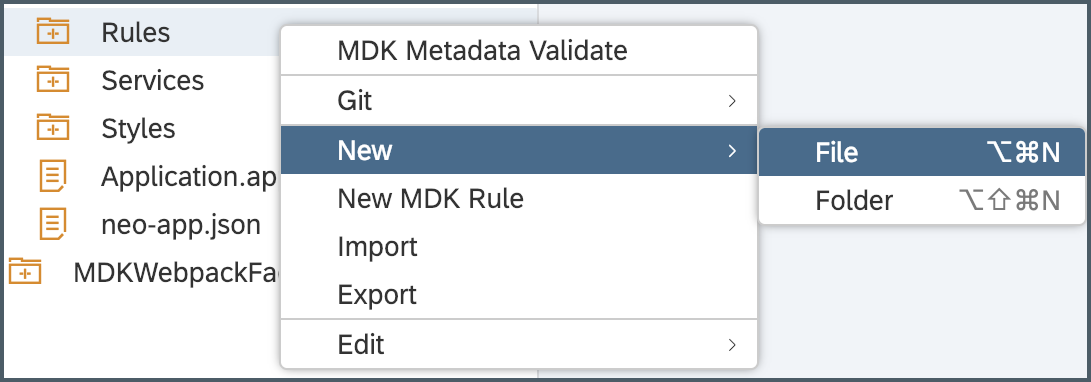 Rules
Services
Styles
Application.ap
neo-app.json
MDKWebpackFa
MDK Metadata Validate
Git
New
New MDK Rule
Import
Export
Edit
File ⌥⌘N
Folder ⌥⇧⌘N